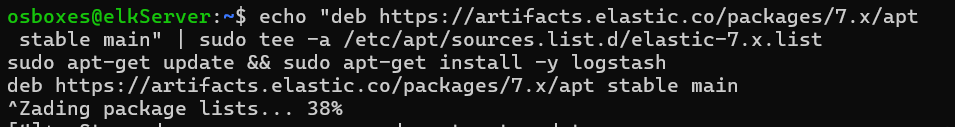 osboxes@elkServer:~$ echo "deb https://artifacts.elastic.co/packages/7.x/apt
stable main" | sudo tee -a /etc/apt/sources.list.d/elastic-7.x.list
sudo apt-get update && sudo apt-get install -y logstash
deb https://artifacts.elastic.co/packages/7.x/apt stable main
^Zading package lists... 38%